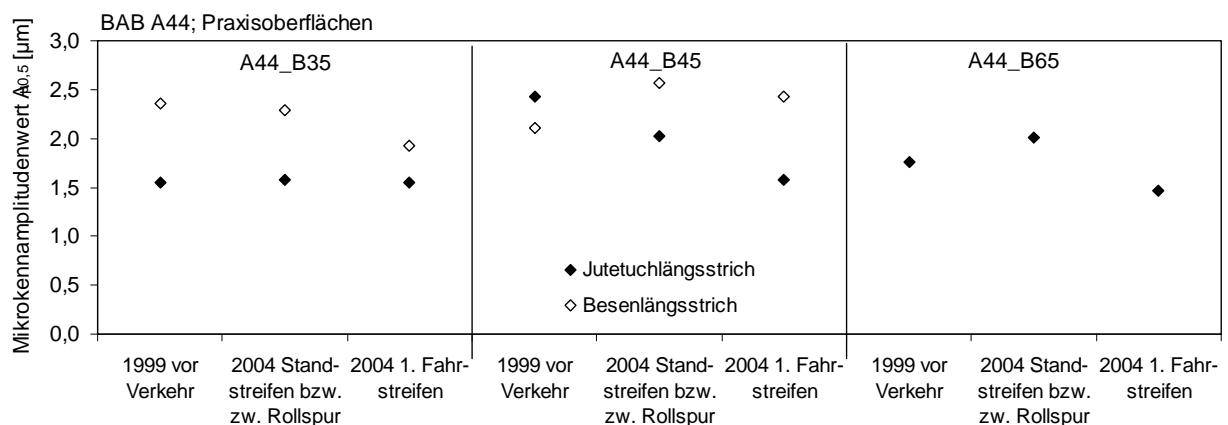 BAB A44; Praxisoberflächen
Mikrokennamplitudenwert A0,5 [µm]
3,0
2,5
2,0
1,5
1,0
0,5
0,0
A44_B35
A44_B45
A44_B65
Jutetuchlängsstrich
Besenlängsstrich
1999 vor
Verkehr
2004 Stand-
streifen bzw.
zw. Rollspur
2004 1. Fahr-
streifen
1999 vor
Verkehr
2004 Stand-
streifen bzw.
zw. Rollspur
2004 1. Fahr-
streifen
1999 vor
Verkehr
2004 Stand-
streifen bzw.
zw. Rollspur
2004 1. Fahr-
streifen